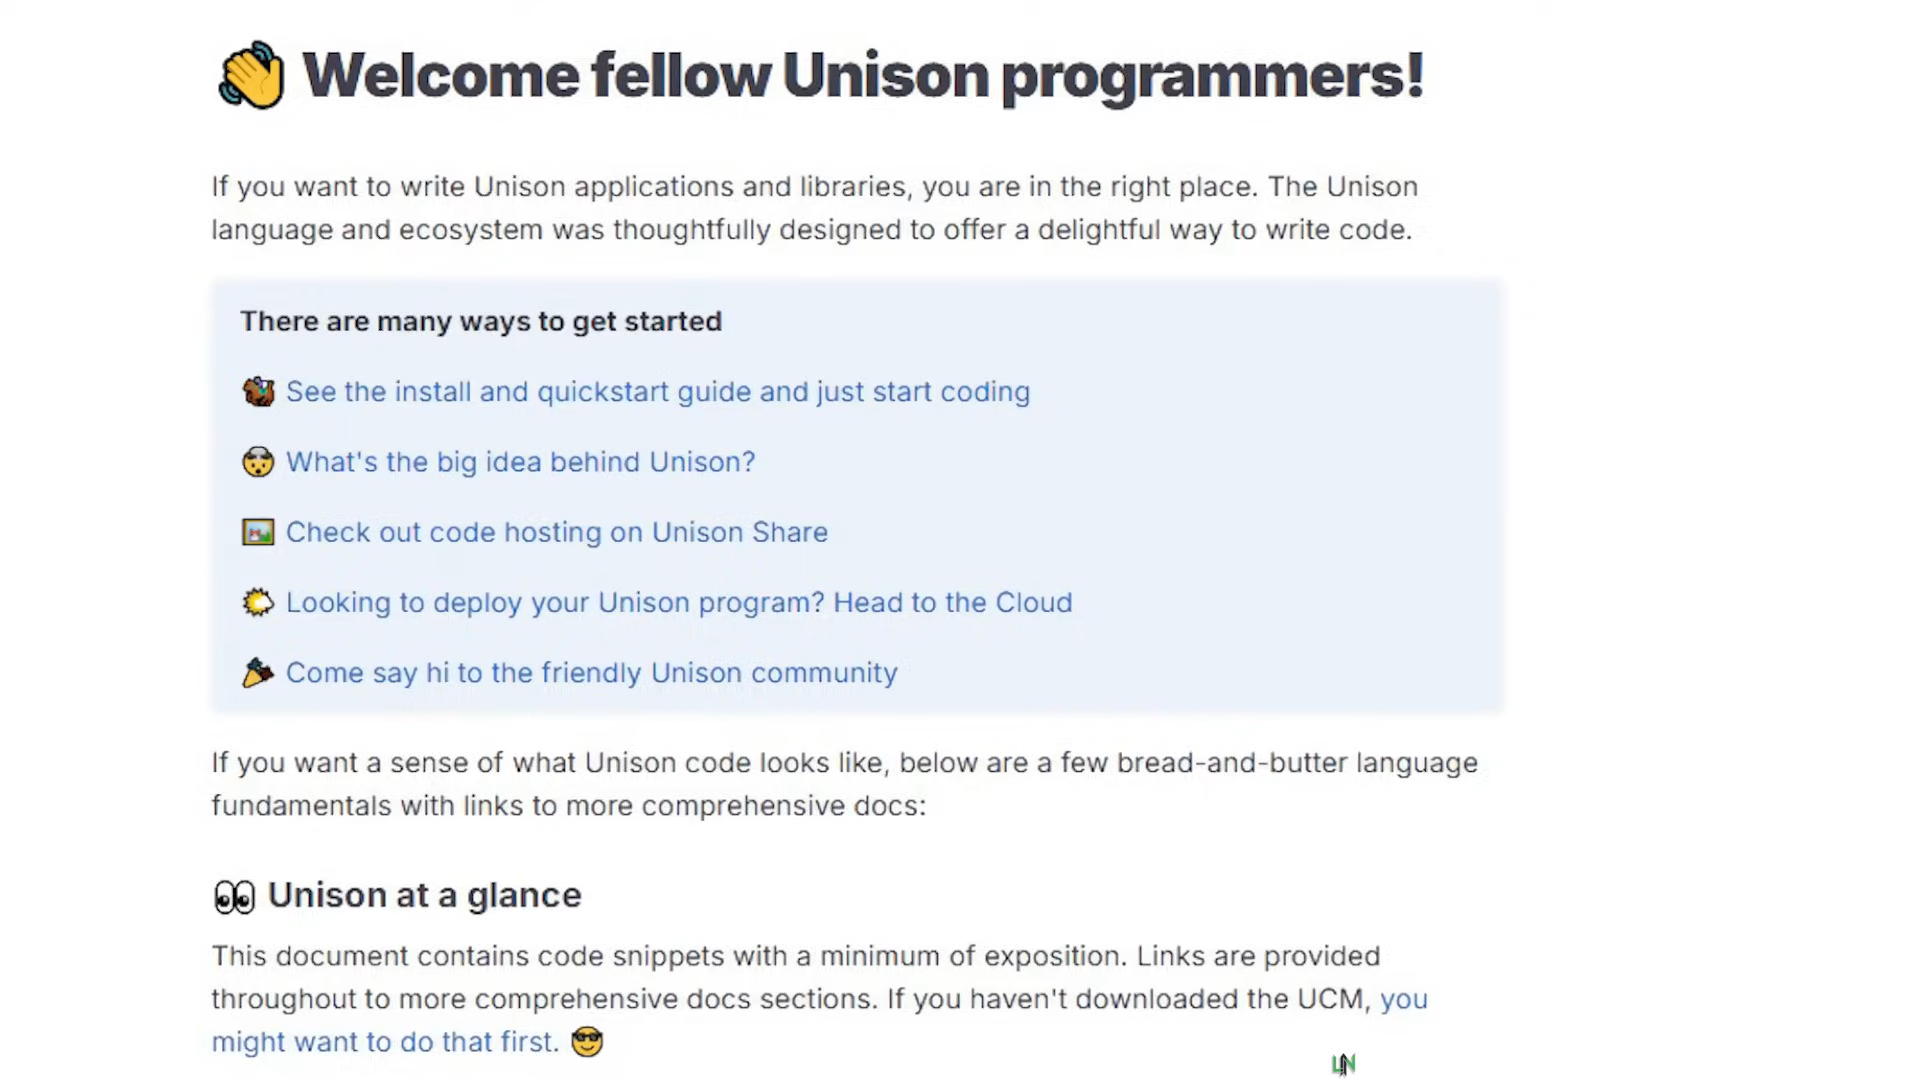 Welcome fellow Unison programmers!
If you want to write Unison applications and libraries, you are in the right place. The Unison
language and ecosystem was thoughtfully designed to offer a delightful way to write code.
There are many ways to get started
See the install and quickstart guide and just start coding
What's the big idea behind Unison?
Check out code hosting on Unison Share
Looking to deploy your Unison program? Head to the Cloud
Come say hi to the friendly Unison community
If you want a sense of what Unison code looks like, below are a few bread-and-butter language
fundamentals with links to more comprehensive docs:
Unison at a glance
This document contains code snippets with a minimum of exposition. Links are provided
throughout to more comprehensive docs sections. If you haven't downloaded the UCM, you
might want to do that first.